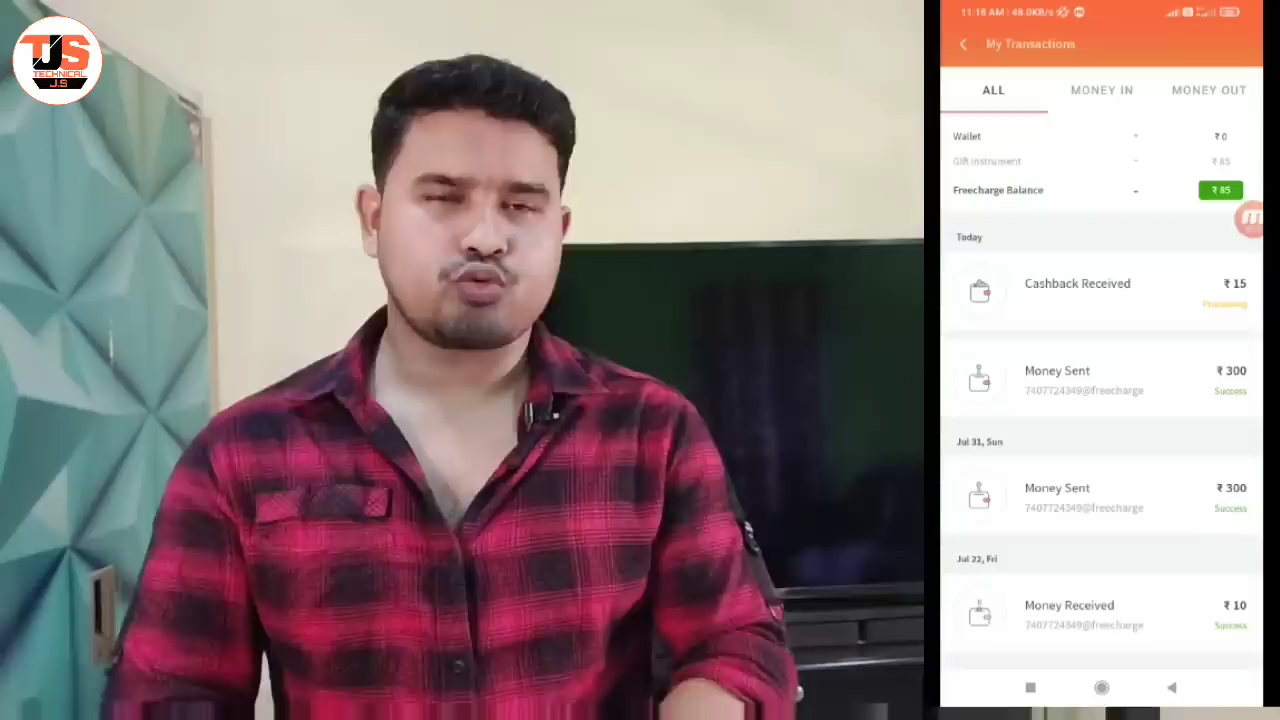 TJS
TECHNICAL
J.S
11:18 AM | 48.0KB/s
My Transactions
ALL MONEY IN MONEY OUT
Wallet - ₹ 0
Gift Instrument - ₹ 85
Freecharge Balance - ₹ 85
Today
Cashback Received ₹ 15
Processing
Money Sent ₹ 300
7407724349@freecharge Success
Jul 31, Sun
Money Sent ₹ 300
7407724349@freecharge Success
Jul 22, Fri
Money Received ₹ 10
7407724349@freecharge Success